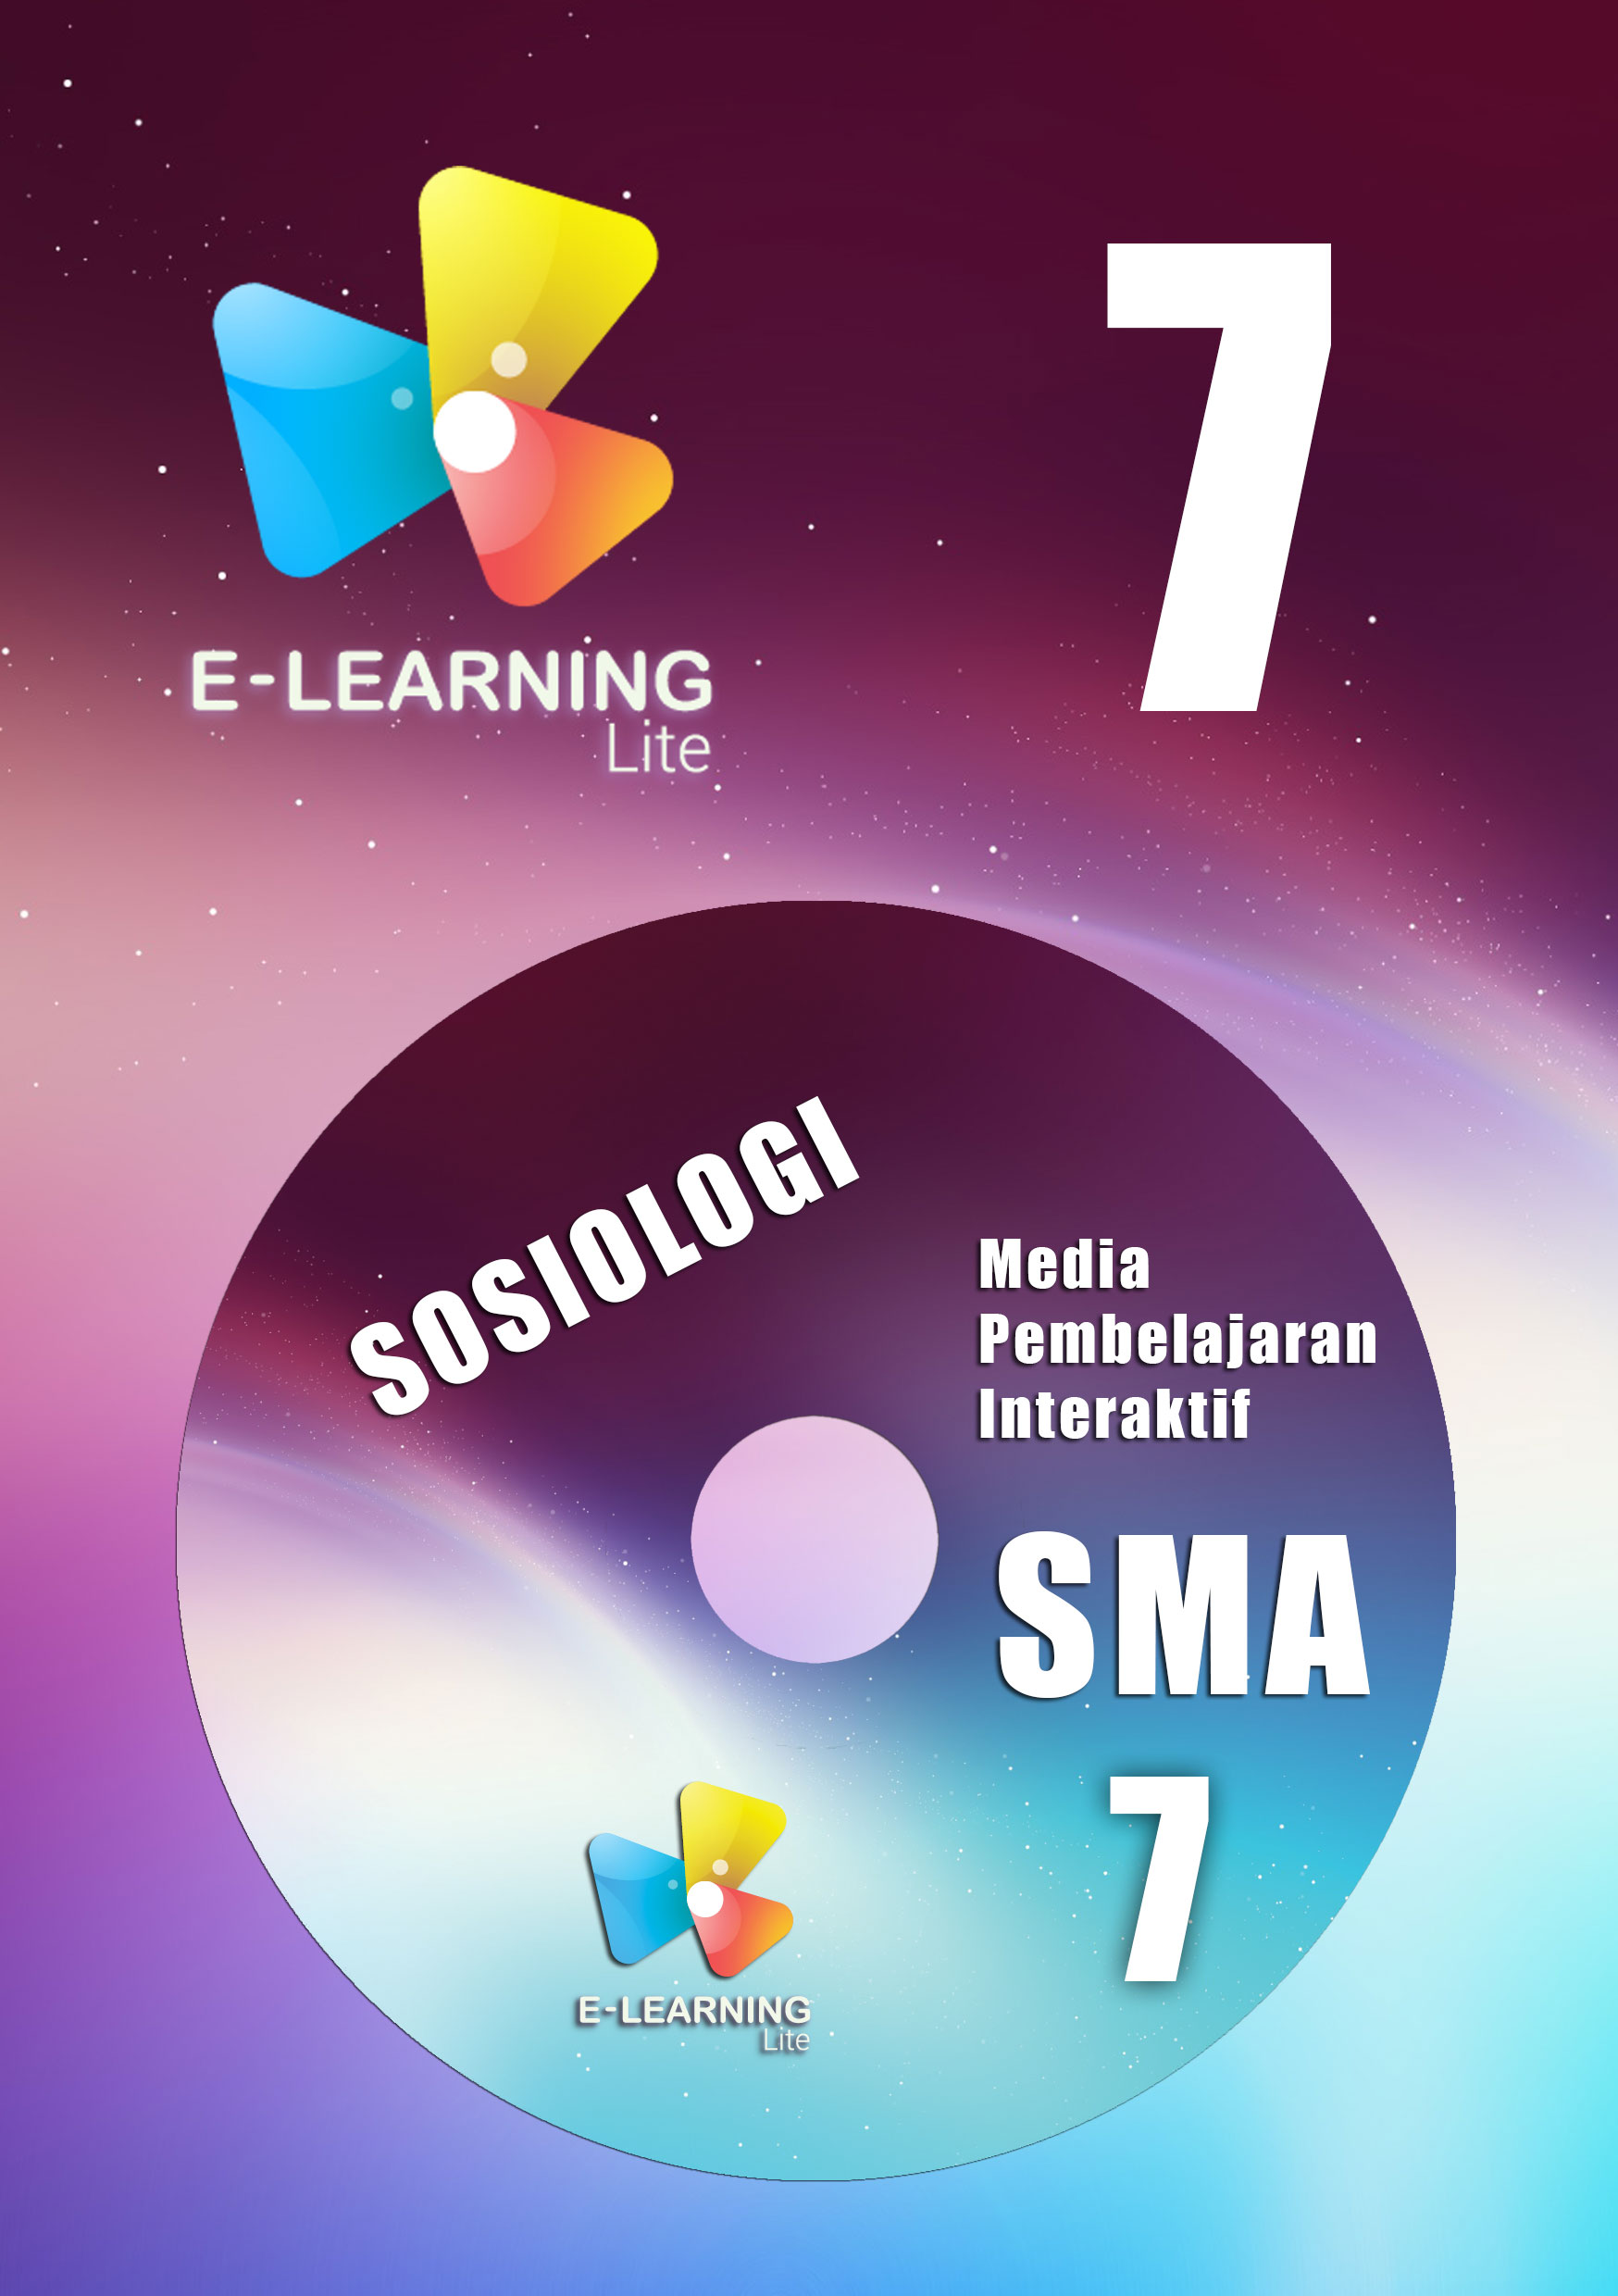 7
E-LEARNING
Lite
SOSIOLOGI
Media
Pembelajaran
Interaktif
SMA
7
E-LEARNING
Lite